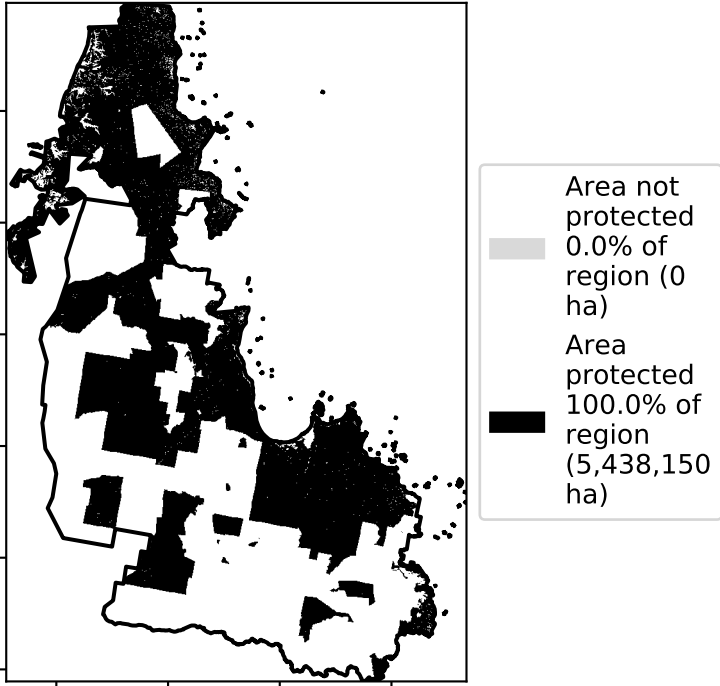 Area not
protected
0.0% of
region (0
ha)
Area
protected
100.0% of
region
(5,438,150
ha)